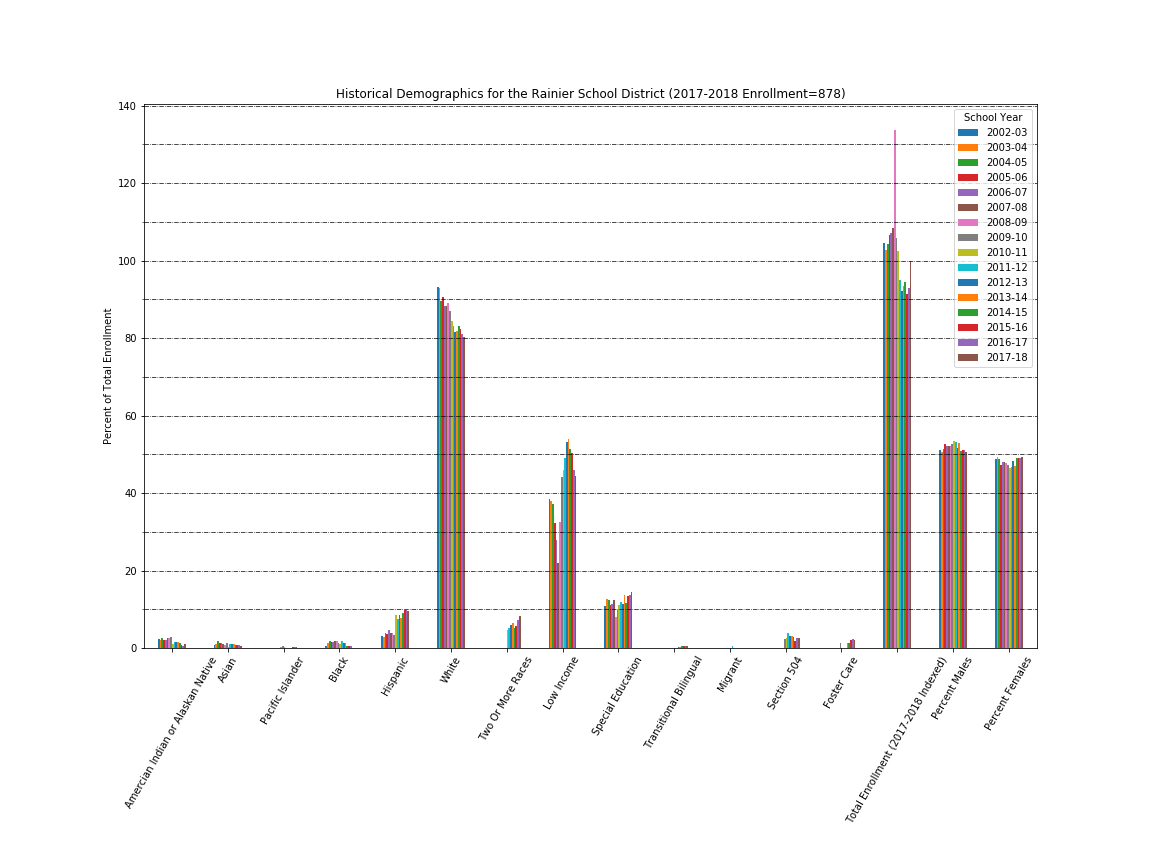 Historical Demographics for the Rainier School District (2017-2018 Enrollment=878)
Percent of Total Enrollment
140
120
100
80
60
40
20
0
School Year
2002-03
2003-04
2004-05
2005-06
2006-07
2007-08
2008-09
2009-10
2010-11
2011-12
2012-13
2013-14
2014-15
2015-16
2016-17
2017-18
Amercian Indian or Alaskan Native
Asian
Pacific Islander
Black
Hispanic
White
Two Or More Races
Low Income
Special Education
Transitional Bilingual
Migrant
Section 504
Foster Care
Total Enrollment (2017-2018 Indexed)
Percent Males
Percent Females